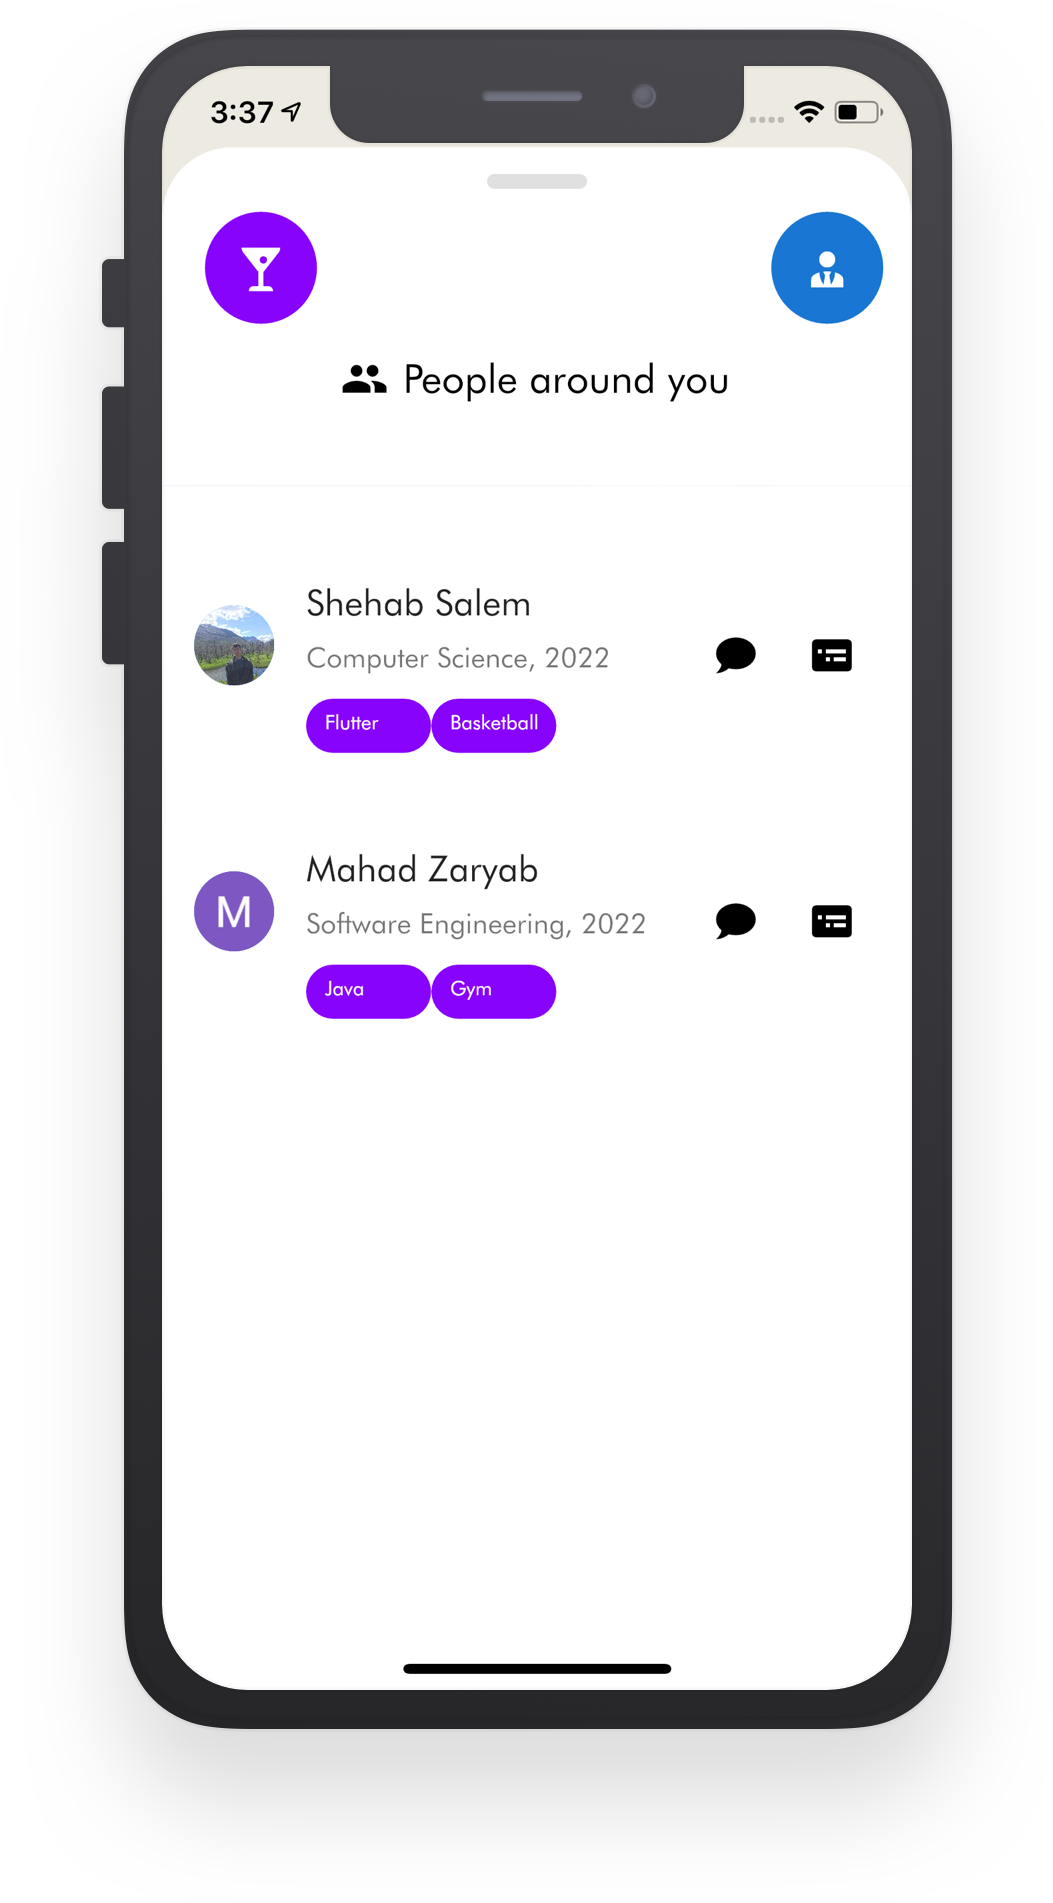 3:37
People around you
Shehab Salem
Computer Science, 2022
Flutter Basketball
M
Mahad Zaryab
Software Engineering, 2022
Java Gym